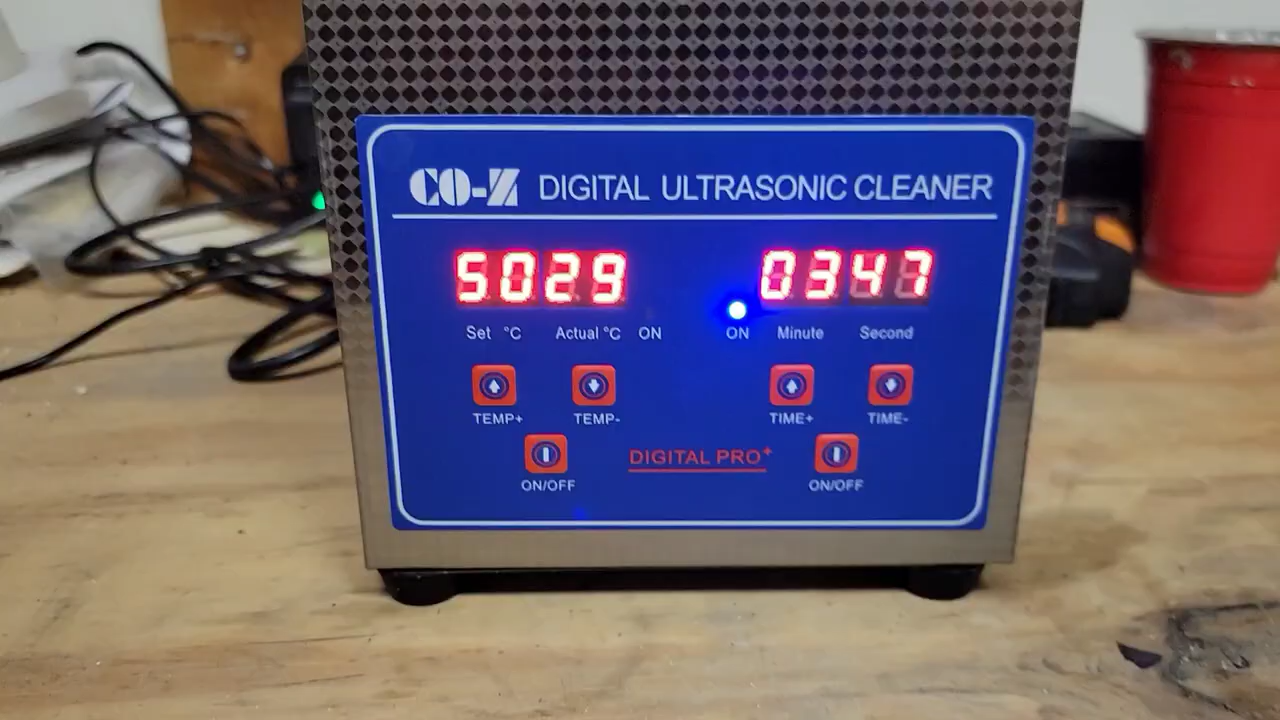 CO-Z DIGITAL ULTRASONIC CLEANER
5029 0347
Set °C Actual °C ON ON Minute Second
TEMP+ TEMP- TIME+ TIME-
DIGITAL PRO+
ON/OFF ON/OFF